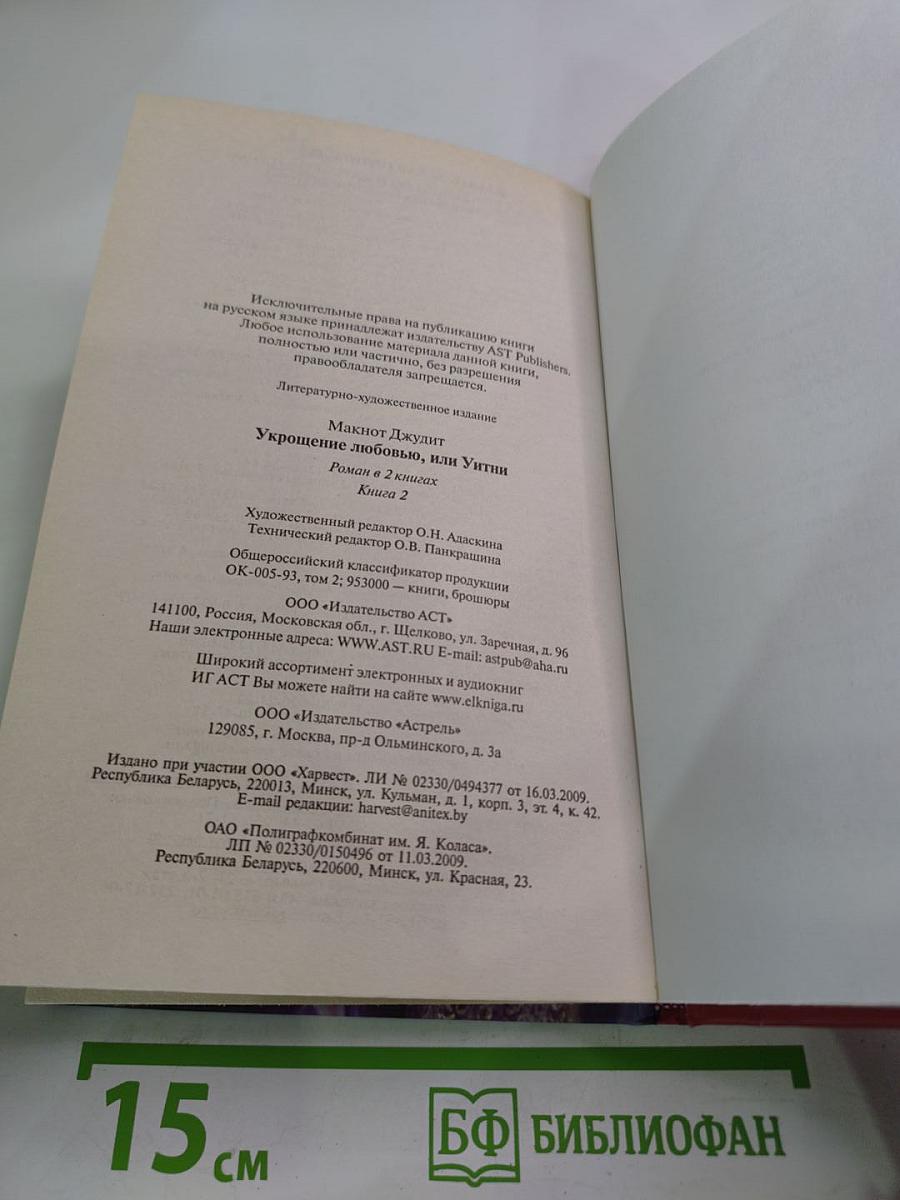 Исключительные права на публикацию книги
на русском языке принадлежат издательству AST Publishers.
Любое использование материала данной книги,
полностью или частично, без разрешения
правообладателя запрещается.
Литературно-художественное издание
Макнот Джудит
Укрощение любовью, или Уитни
Роман в 2 книгах
Книга 2
Художественный редактор О.Н. Адаскина
Технический редактор О.В. Панкрашина
Общероссийский классификатор продукции
ОК-005-93, том 2; 953000 — книги, брошюры
ООО «Издательство АСТ»
141100, Россия, Московская обл., г. Щелково, ул. Заречная, д. 96
Наши электронные адреса: WWW.AST.RU E-mail: astpub@aha.ru
Широкий ассортимент электронных и аудиокниг
ИГ АСТ Вы можете найти на сайте www.elkniga.ru
ООО «Издательство «Астрель»
129085, г. Москва, пр-д Ольминского, д. 3а
Издано при участии ООО «Харвест». ЛИ № 02330/0494377 от 16.03.2009.
Республика Беларусь, 220013, Минск, ул. Кульман, д. 1, корп. 3, эт. 4, к. 42.
E-mail редакции: harvest@anitex.by
ОАО «Полиграфкомбинат им. Я. Коласа».
ЛП № 02330/0150496 от 11.03.2009.
Республика Беларусь, 220600, Минск, ул. Красная, 23.
15 см
БФ БИБЛИОФАН